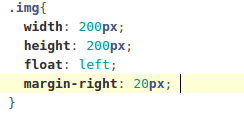 .img{
  width: 200px;
  height: 200px;
  float: left;
  margin-right: 20px;
}